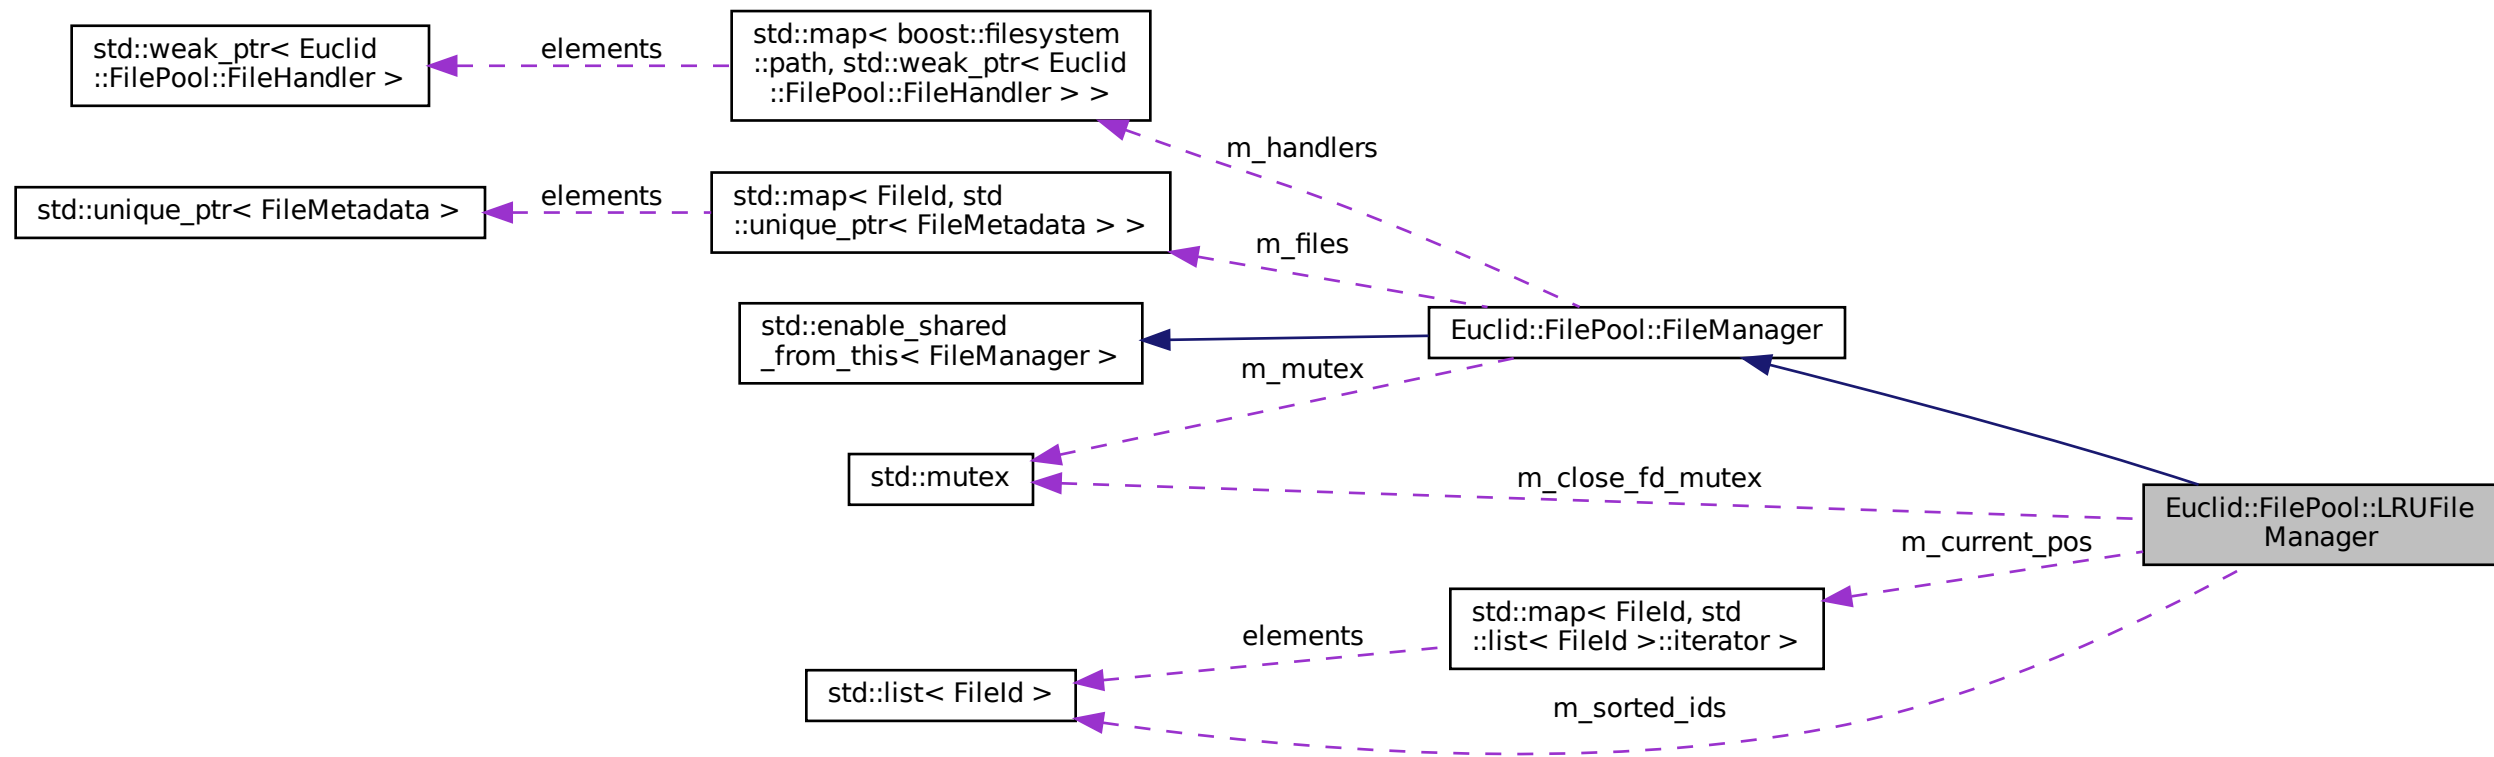 std::weak_ptr< Euclid
::FilePool::FileHandler >
elements
std::map< boost::filesystem
::path, std::weak_ptr< Euclid
::FilePool::FileHandler > >
m_handlers
std::unique_ptr< FileMetadata >
elements
std::map< FileId, std
::unique_ptr< FileMetadata > >
m_files
std::enable_shared
_from_this< FileManager >
Euclid::FilePool::FileManager
m_mutex
std::mutex
m_close_fd_mutex
Euclid::FilePool::LRUFile
Manager
m_current_pos
std::map< FileId, std
::list< FileId >::iterator >
elements
std::list< FileId >
m_sorted_ids